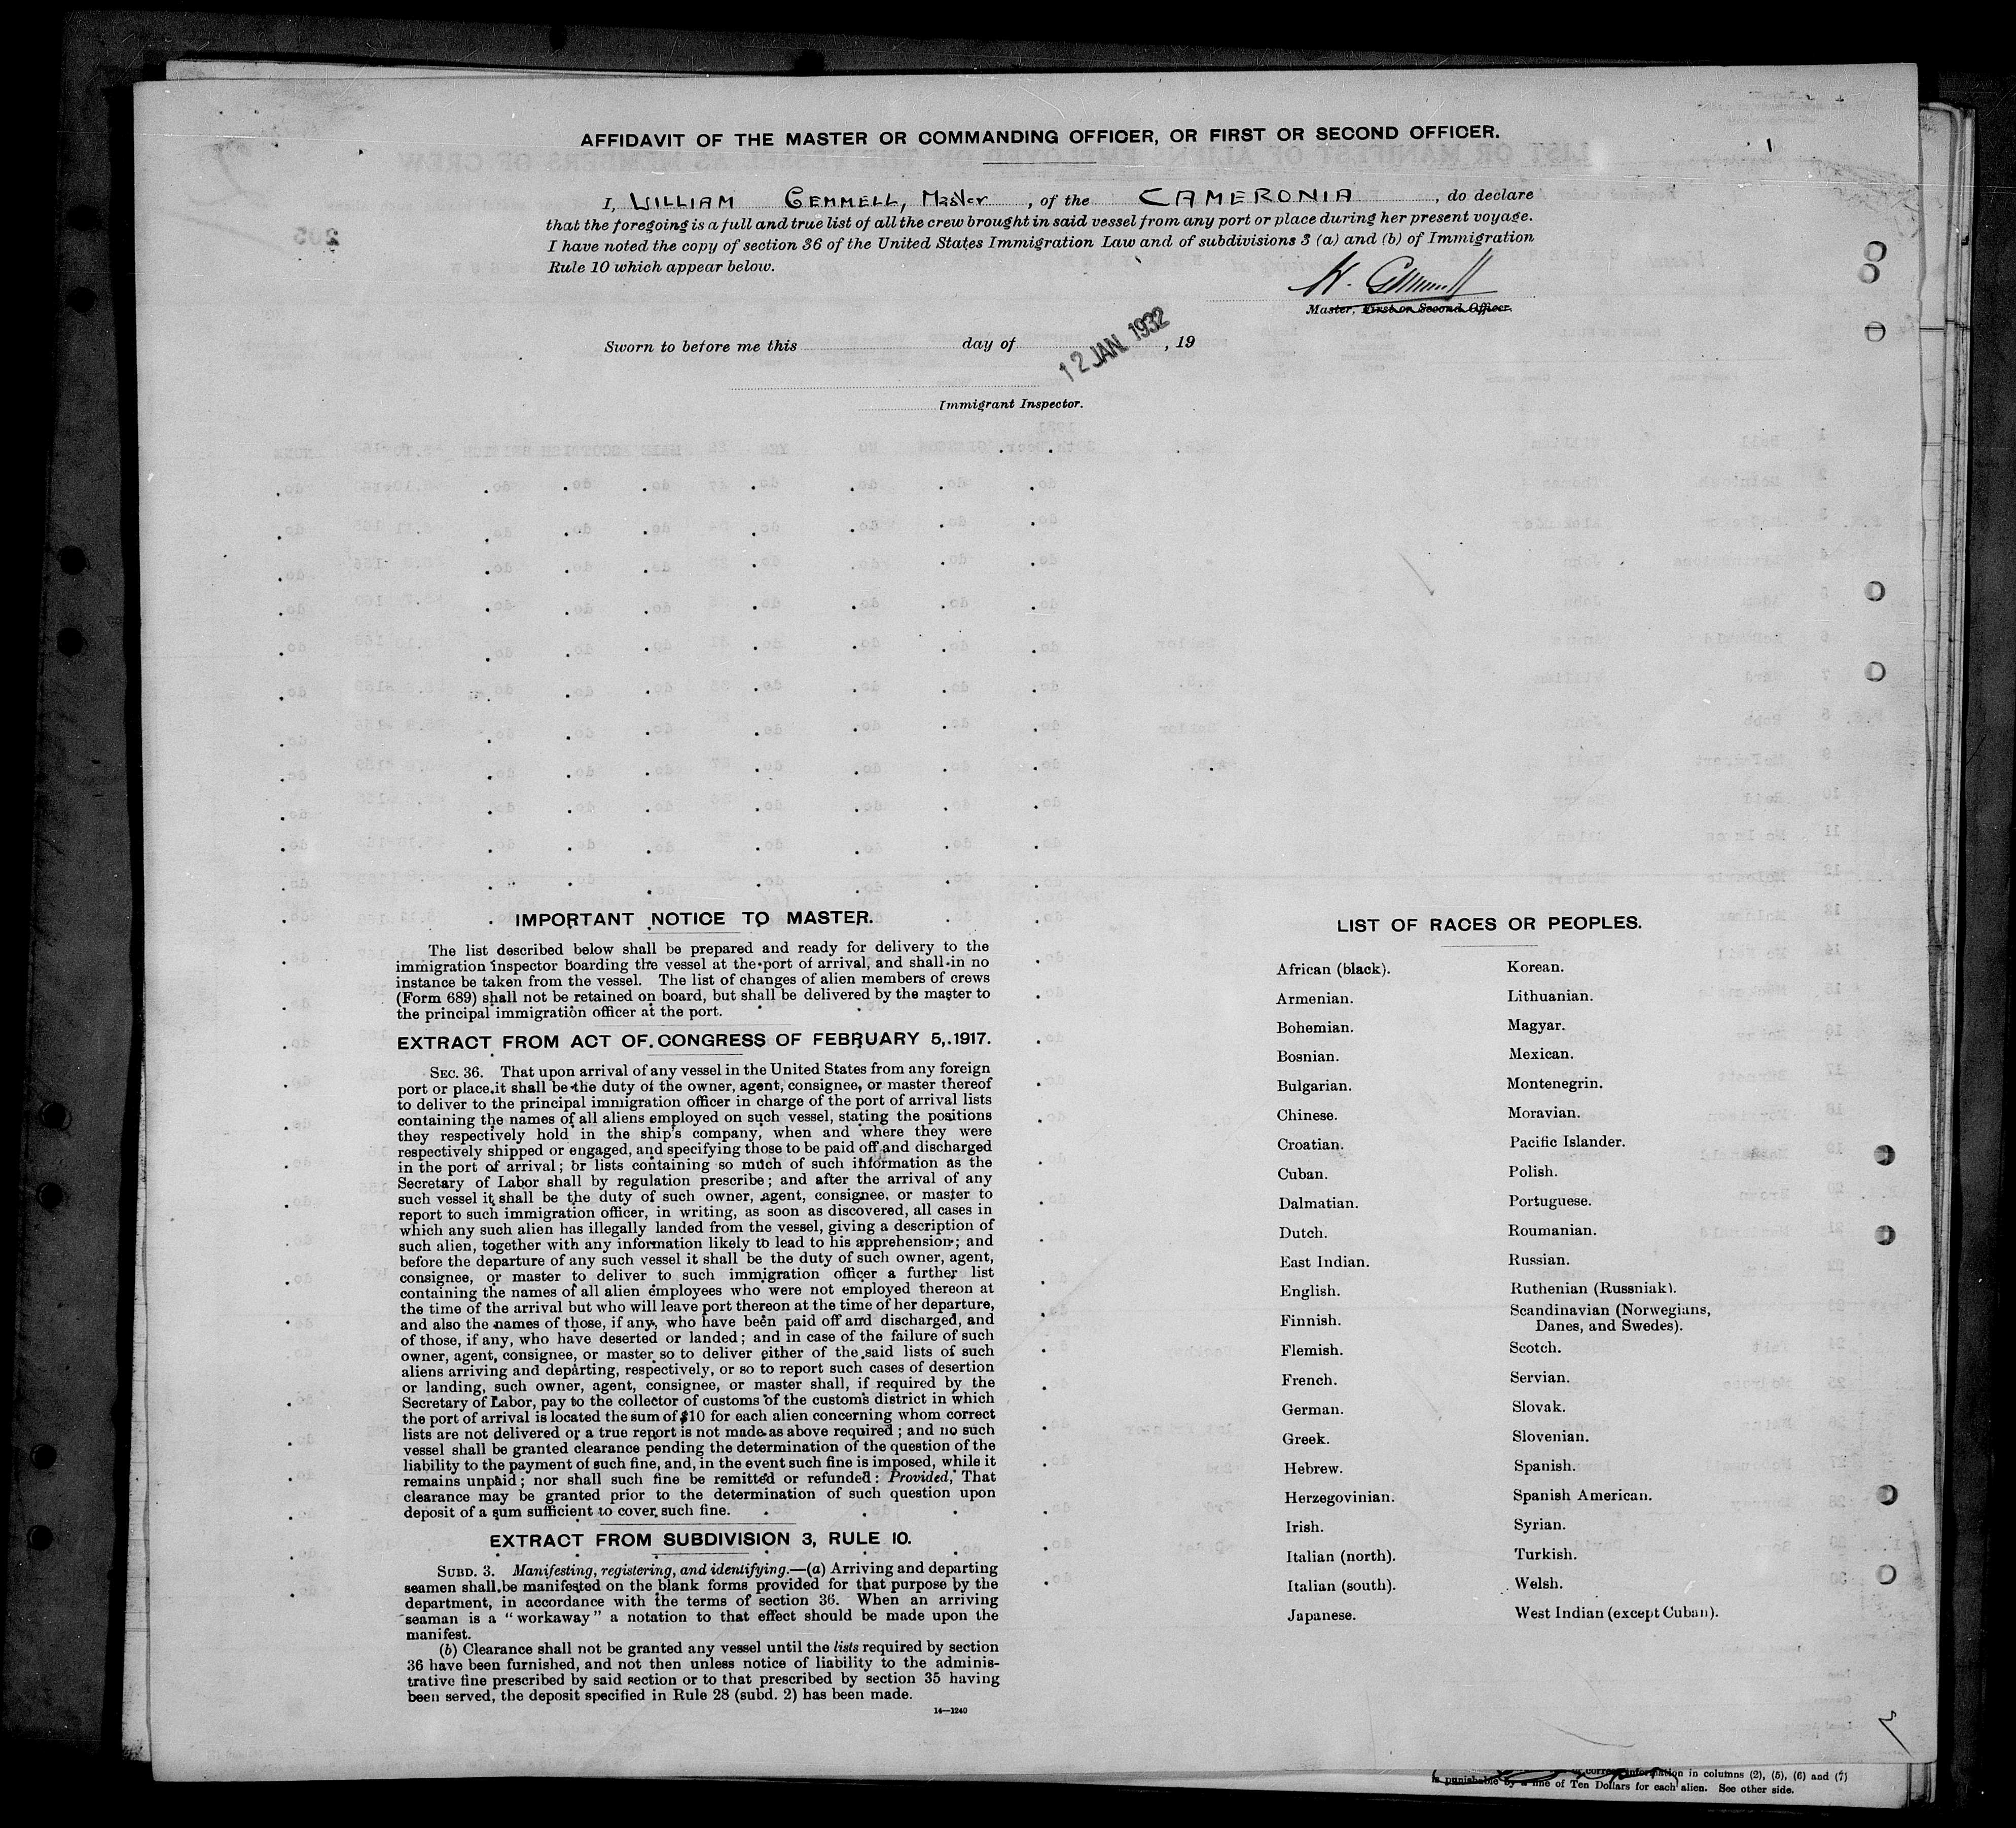 AFFIDAVIT OF THE MASTER OR COMMANDING OFFICER, OR FIRST OR SECOND OFFICER.
I, WILLIAM GEMMELL, Master, of the CAMERONIA, do declare
that the foregoing is a full and true list of all the crew brought in said vessel from any port or place during her present voyage.
I have noted the copy of section 36 of the United States Immigration Law and of subdivisions 3 (a) and (b) of Immigration
Rule 10 which appear below.
W. Gemmell
Master, First or Second Officer.
Sworn to before me this day of 12 JAN 1932, 19
Immigrant Inspector.
IMPORTANT NOTICE TO MASTER.
The list described below shall be prepared and ready for delivery to the
immigration inspector boarding the vessel at the port of arrival, and shall in no
instance be taken from the vessel. The list of changes of alien members of crews
(Form 689) shall not be retained on board, but shall be delivered by the master to
the principal immigration officer at the port.
EXTRACT FROM ACT OF CONGRESS OF FEBRUARY 5, 1917.
SEC. 36. That upon arrival of any vessel in the United States from any foreign
port or place it shall be the duty of the owner, agent, consignee, or master thereof
to deliver to the principal immigration officer in charge of the port of arrival lists
containing the names of all aliens employed on such vessel, stating the positions
they respectively hold in the ship's company, when and where they were
respectively shipped or engaged, and specifying those to be paid off and discharged
in the port of arrival; or lists containing so much of such information as the
Secretary of Labor shall by regulation prescribe; and after the arrival of any
such vessel it shall be the duty of such owner, agent, consignee, or master to
report to such immigration officer, in writing, as soon as discovered, all cases in
which any such alien has illegally landed from the vessel, giving a description of
such alien, together with any information likely to lead to his apprehension; and
before the departure of any such vessel it shall be the duty of such owner, agent,
consignee, or master to deliver to such immigration officer a further list
containing the names of all alien employees who were not employed thereon at
the time of the arrival but who will leave port thereon at the time of her departure,
and also the names of those, if any, who have been paid off and discharged, and
of those, if any, who have deserted or landed; and in case of the failure of such
owner, agent, consignee, or master so to deliver either of the said lists of such
aliens arriving and departing, respectively, or so to report such cases of desertion
or landing, such owner, agent, consignee, or master shall, if required by the
Secretary of Labor, pay to the collector of customs of the customs district in which
the port of arrival is located the sum of $10 for each alien concerning whom correct
lists are not delivered or a true report is not made as above required; and no such
vessel shall be granted clearance pending the determination of the question of the
liability to the payment of such fine, and, in the event such fine is imposed, while it
remains unpaid; nor shall such fine be remitted or refunded: Provided, That
clearance may be granted prior to the determination of such question upon
deposit of a sum sufficient to cover such fine.
EXTRACT FROM SUBDIVISION 3, RULE 10.
SUBD. 3. Manifesting, registering, and identifying.—(a) Arriving and departing
seamen shall be manifested on the blank forms provided for that purpose by the
department, in accordance with the terms of section 36. When an arriving
seaman is a "workaway" a notation to that effect should be made upon the
manifest.
(b) Clearance shall not be granted any vessel until the lists required by section
36 have been furnished, and not then unless notice of liability to the adminis-
trative fine prescribed by said section or to that prescribed by section 35 having
been served, the deposit specified in Rule 28 (subd. 2) has been made.
14—1240
LIST OF RACES OR PEOPLES.
African (black).
Armenian.
Bohemian.
Bosnian.
Bulgarian.
Chinese.
Croatian.
Cuban.
Dalmatian.
Dutch.
East Indian.
English.
Finnish.
Flemish.
French.
German.
Greek.
Hebrew.
Herzegovinian.
Irish.
Italian (north).
Italian (south).
Japanese.
Korean.
Lithuanian.
Magyar.
Mexican.
Montenegrin.
Moravian.
Pacific Islander.
Polish.
Portuguese.
Roumanian.
Russian.
Ruthenian (Russniak).
Scandinavian (Norwegians,
Danes, and Swedes).
Scotch.
Servian.
Slovak.
Slovenian.
Spanish.
Spanish American.
Syrian.
Turkish.
Welsh.
West Indian (except Cuban).
information in columns (2), (5), (6) and (7)
is punishable by a fine of Ten Dollars for each alien. See other side.